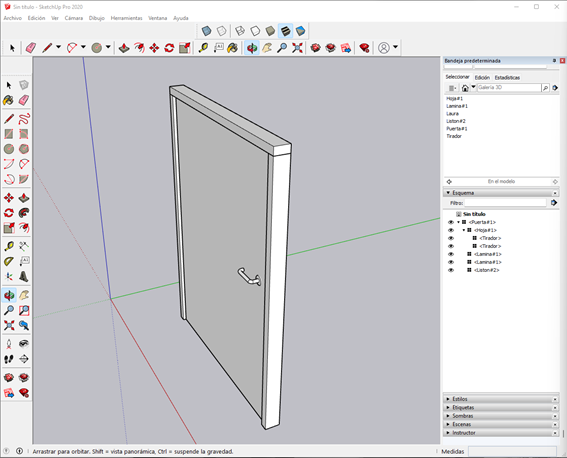 Sin título - SketchUp Pro 2020
Archivo Edición Ver Cámara Dibujo Herramientas Ventana Ayuda
Bandeja predeterminada
Seleccionar Edición Estadísticas
Galería 3D
Hoja#1
Lamina#1
Laura
Liston#2
Puerta#1
Tirador
En el modelo
Esquema
Filtro:
Sin título
<Puerta#1>
<Hoja#1>
<Tirador>
<Tirador>
<Lamina#1>
<Lamina#1>
<Liston#2>
Estilos
Etiquetas
Sombras
Escenas
Instructor
Arrastrar para orbitar. Shift = vista panorámica, Ctrl = suspende la gravedad.
Medidas